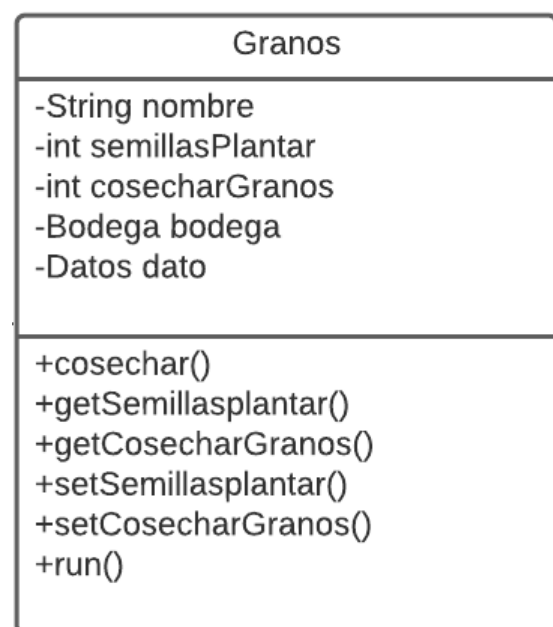 Granos
-String nombre
-int semillasPlantar
-int cosecharGranos
-Bodega bodega
-Datos dato
+cosechar()
+getSemillasplantar()
+getCosecharGranos()
+setSemillasplantar()
+setCosecharGranos()
+run()